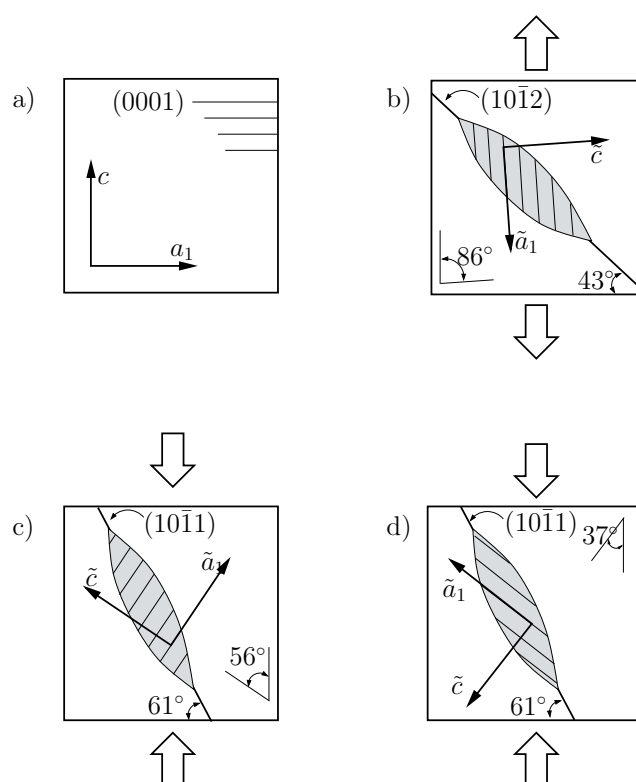 a)
(0001)
c
a₁
b)
(101̄2)
c̃
ã₁
86°
43°
c)
(101̄1)
ã₁
c̃
56°
61°
d)
(101̄1)
37°
ã₁
c̃
61°